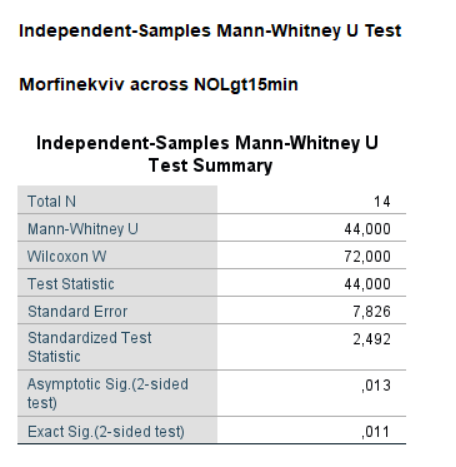 Independent-Samples Mann-Whitney U Test
Morfinekviv across NOLgt15min
Independent-Samples Mann-Whitney U
Test Summary
Total N 14
Mann-Whitney U 44,000
Wilcoxon W 72,000
Test Statistic 44,000
Standard Error 7,826
Standardized Test 2,492
Statistic
Asymptotic Sig.(2-sided ,013
test)
Exact Sig.(2-sided test) ,011